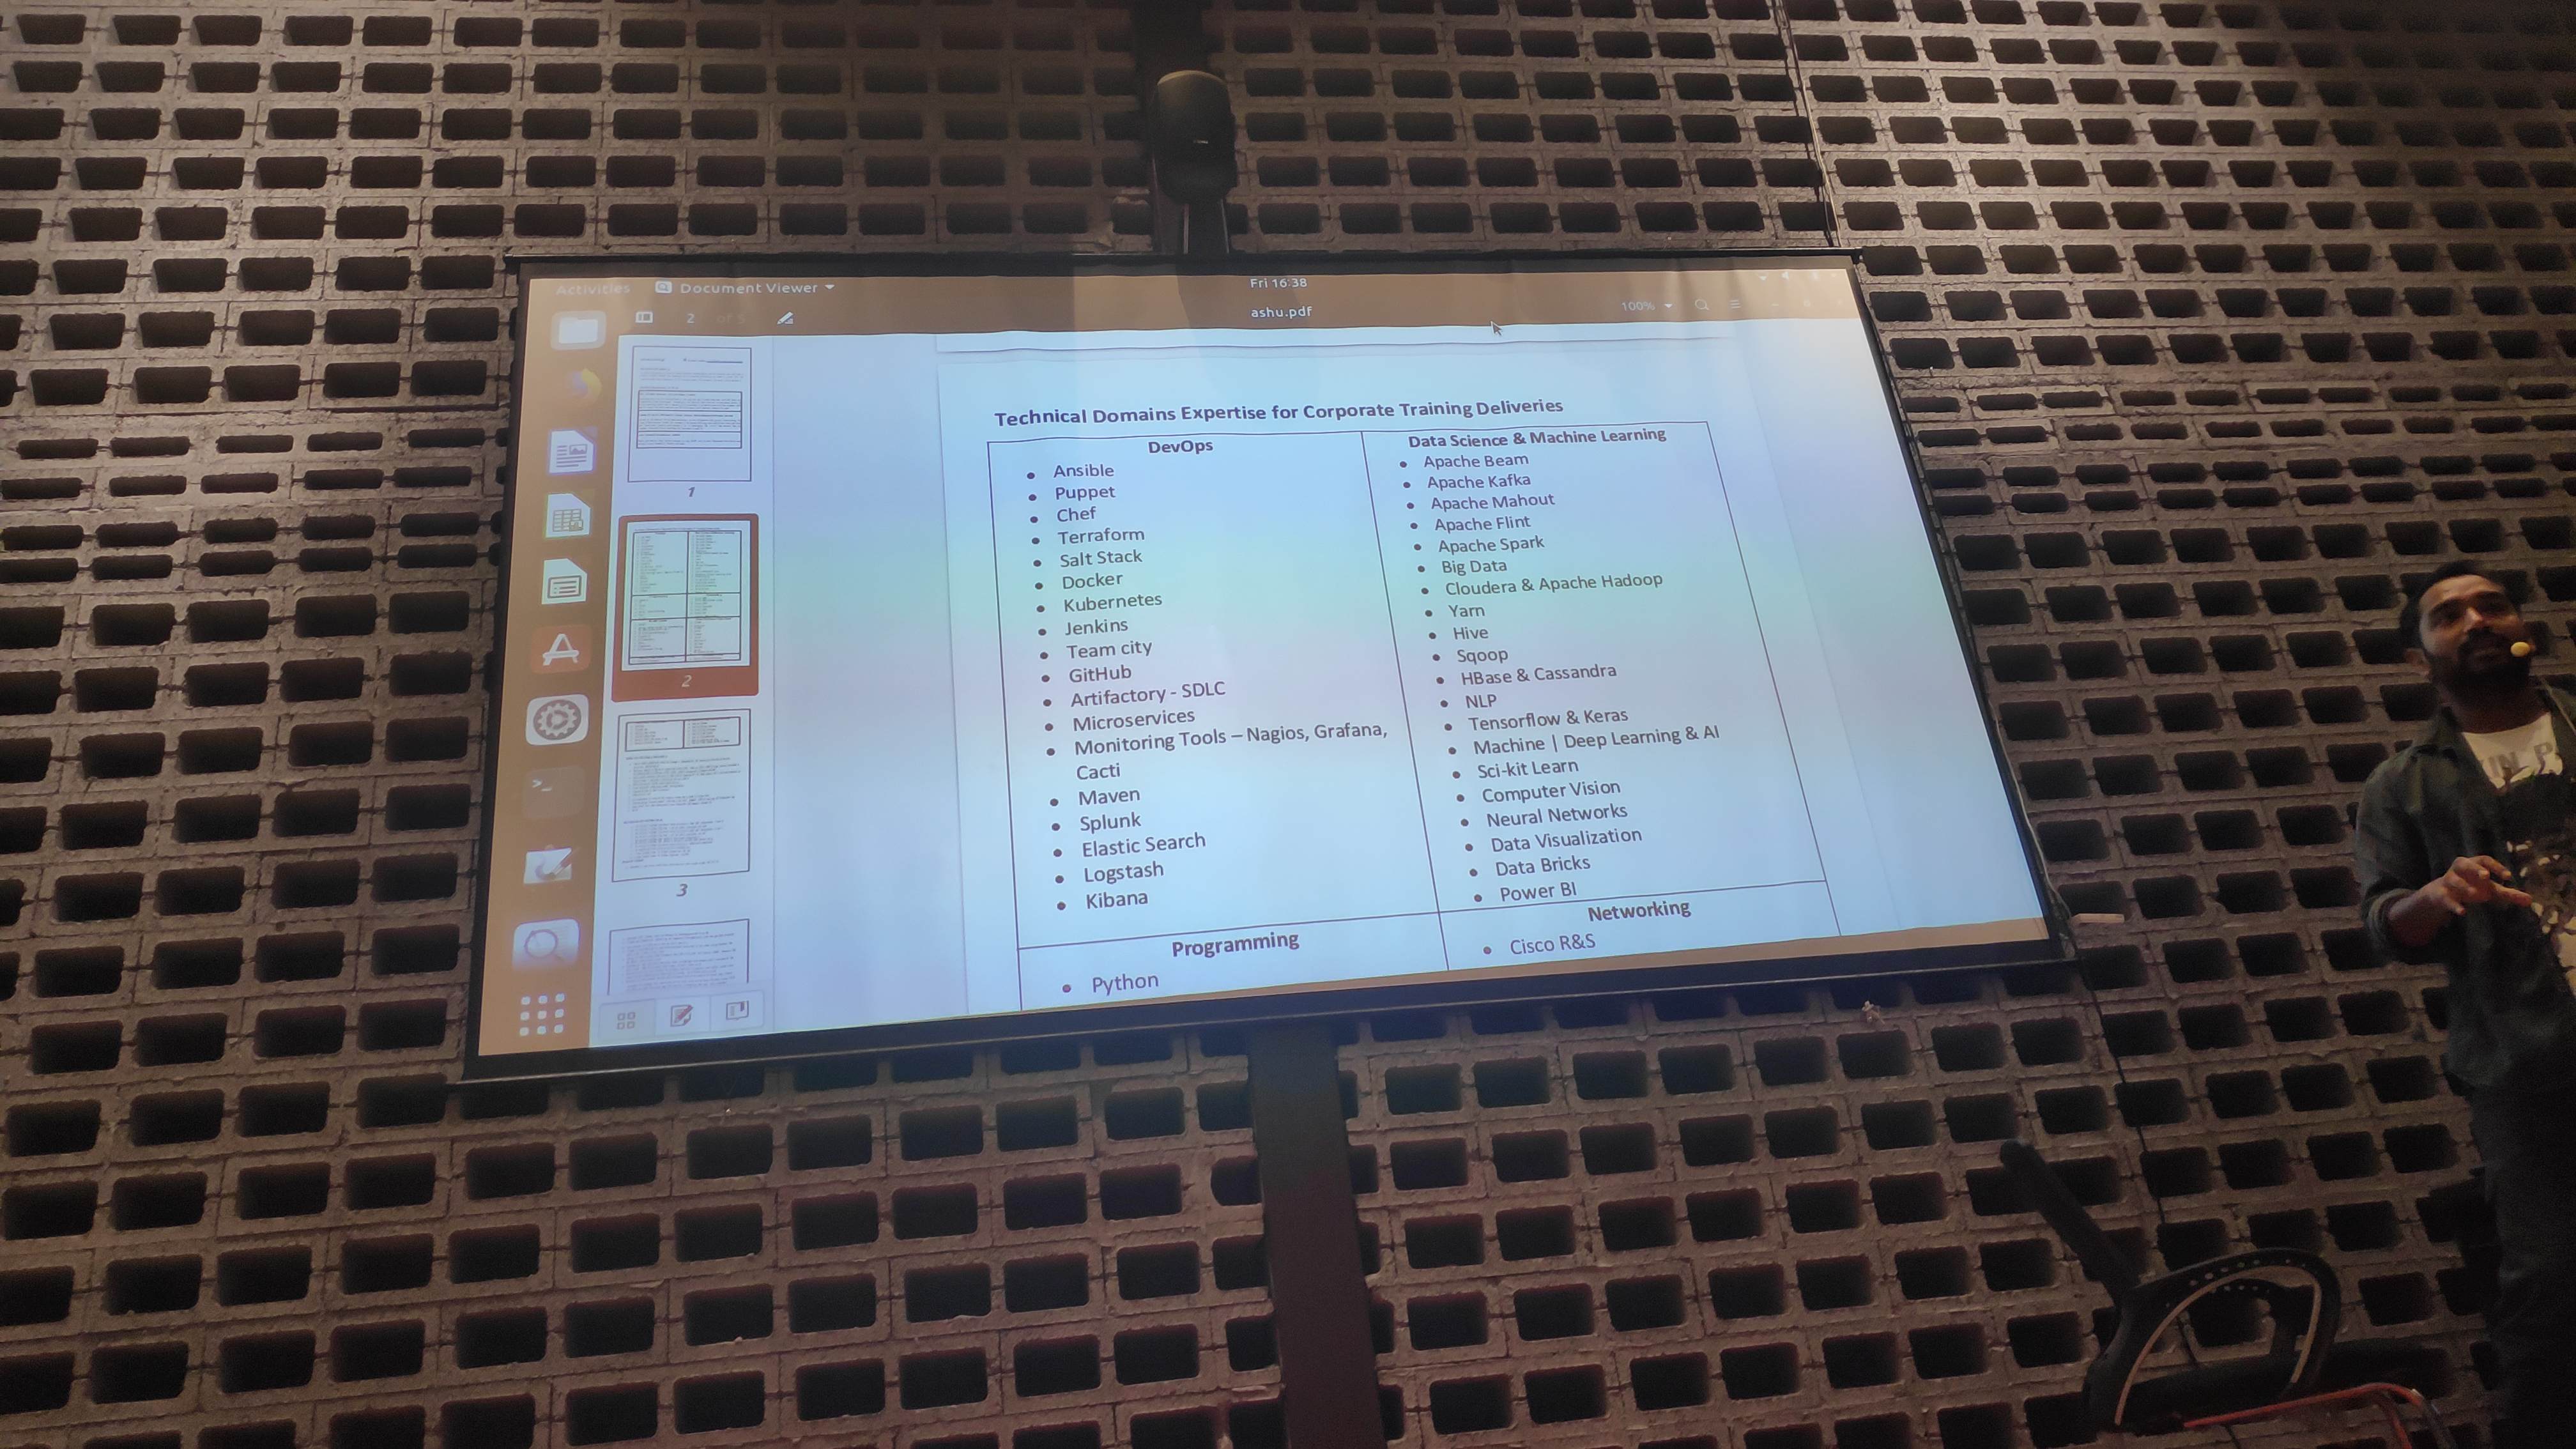 Activities
Document Viewer
Fri 16:38
2 of 5
ashu.pdf
100%
1
2
3
Technical Domains Expertise for Corporate Training Deliveries
DevOps
Ansible
Puppet
Chef
Terraform
Salt Stack
Docker
Kubernetes
Jenkins
Team city
GitHub
Artifactory - SDLC
Microservices
Monitoring Tools – Nagios, Grafana,
Cacti
Maven
Splunk
Elastic Search
Logstash
Kibana
Data Science & Machine Learning
Apache Beam
Apache Kafka
Apache Mahout
Apache Flint
Apache Spark
Big Data
Cloudera & Apache Hadoop
Yarn
Hive
Sqoop
HBase & Cassandra
NLP
Tensorflow & Keras
Machine | Deep Learning & AI
Sci-kit Learn
Computer Vision
Neural Networks
Data Visualization
Data Bricks
Power BI
Programming
Python
Networking
Cisco R&S